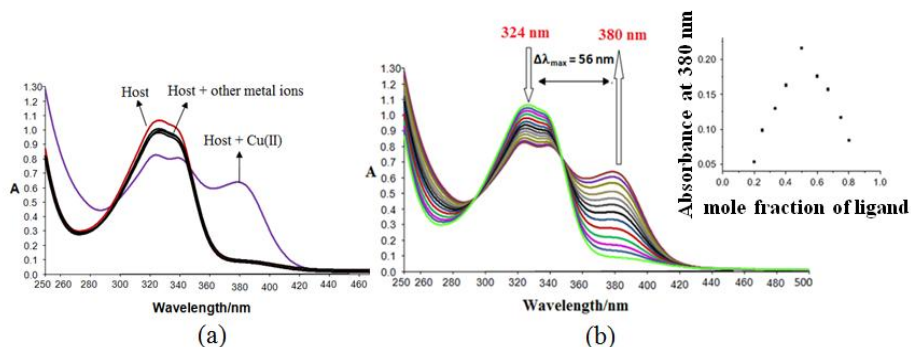 1.30
1.2
1.1
1.0
0.9
0.8
0.7
0.6
0.5
0.4
0.3
0.2
0.1
0.0
A
Host
Host + other metal ions
Host + Cu(II)
250 280 300 320 340 360 380 400 420 440 460
Wavelength/nm
(a)
324 nm
380 nm
Δλmax = 56 nm
1.30
1.2
1.1
1.0
0.9
0.8
0.7
0.6
0.5
0.4
0.3
0.2
0.1
0.0
A
250 280 300 320 340 360 380 400 420 440 460 480 500
Wavelength/nm
(b)
Absorbance at 380 nm
0.20
0.15
0.10
0.05
0.0 0.2 0.4 0.6 0.8 1.0
mole fraction of ligand